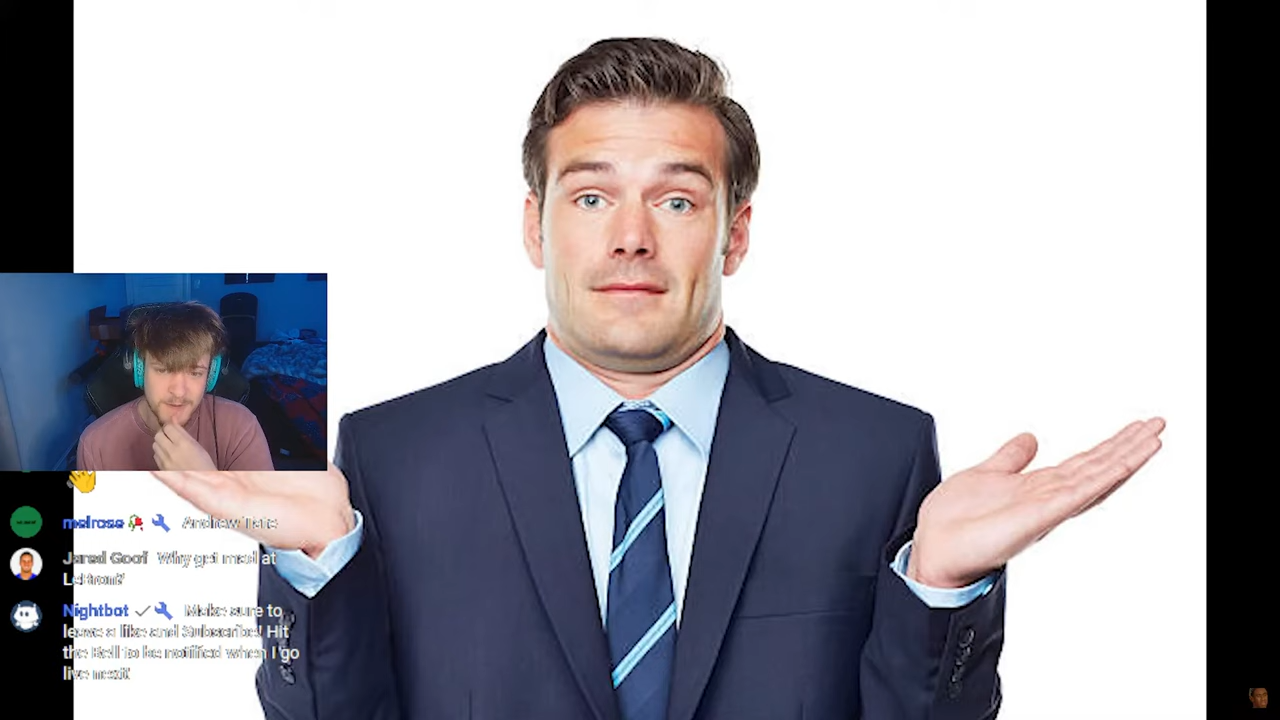 melrose Andrew Tate
Jared Goof Why get mad at
LeBron?
Nightbot Make sure to
leave a like and Subscribe! Hit
the Bell to be notified when I go
live next!